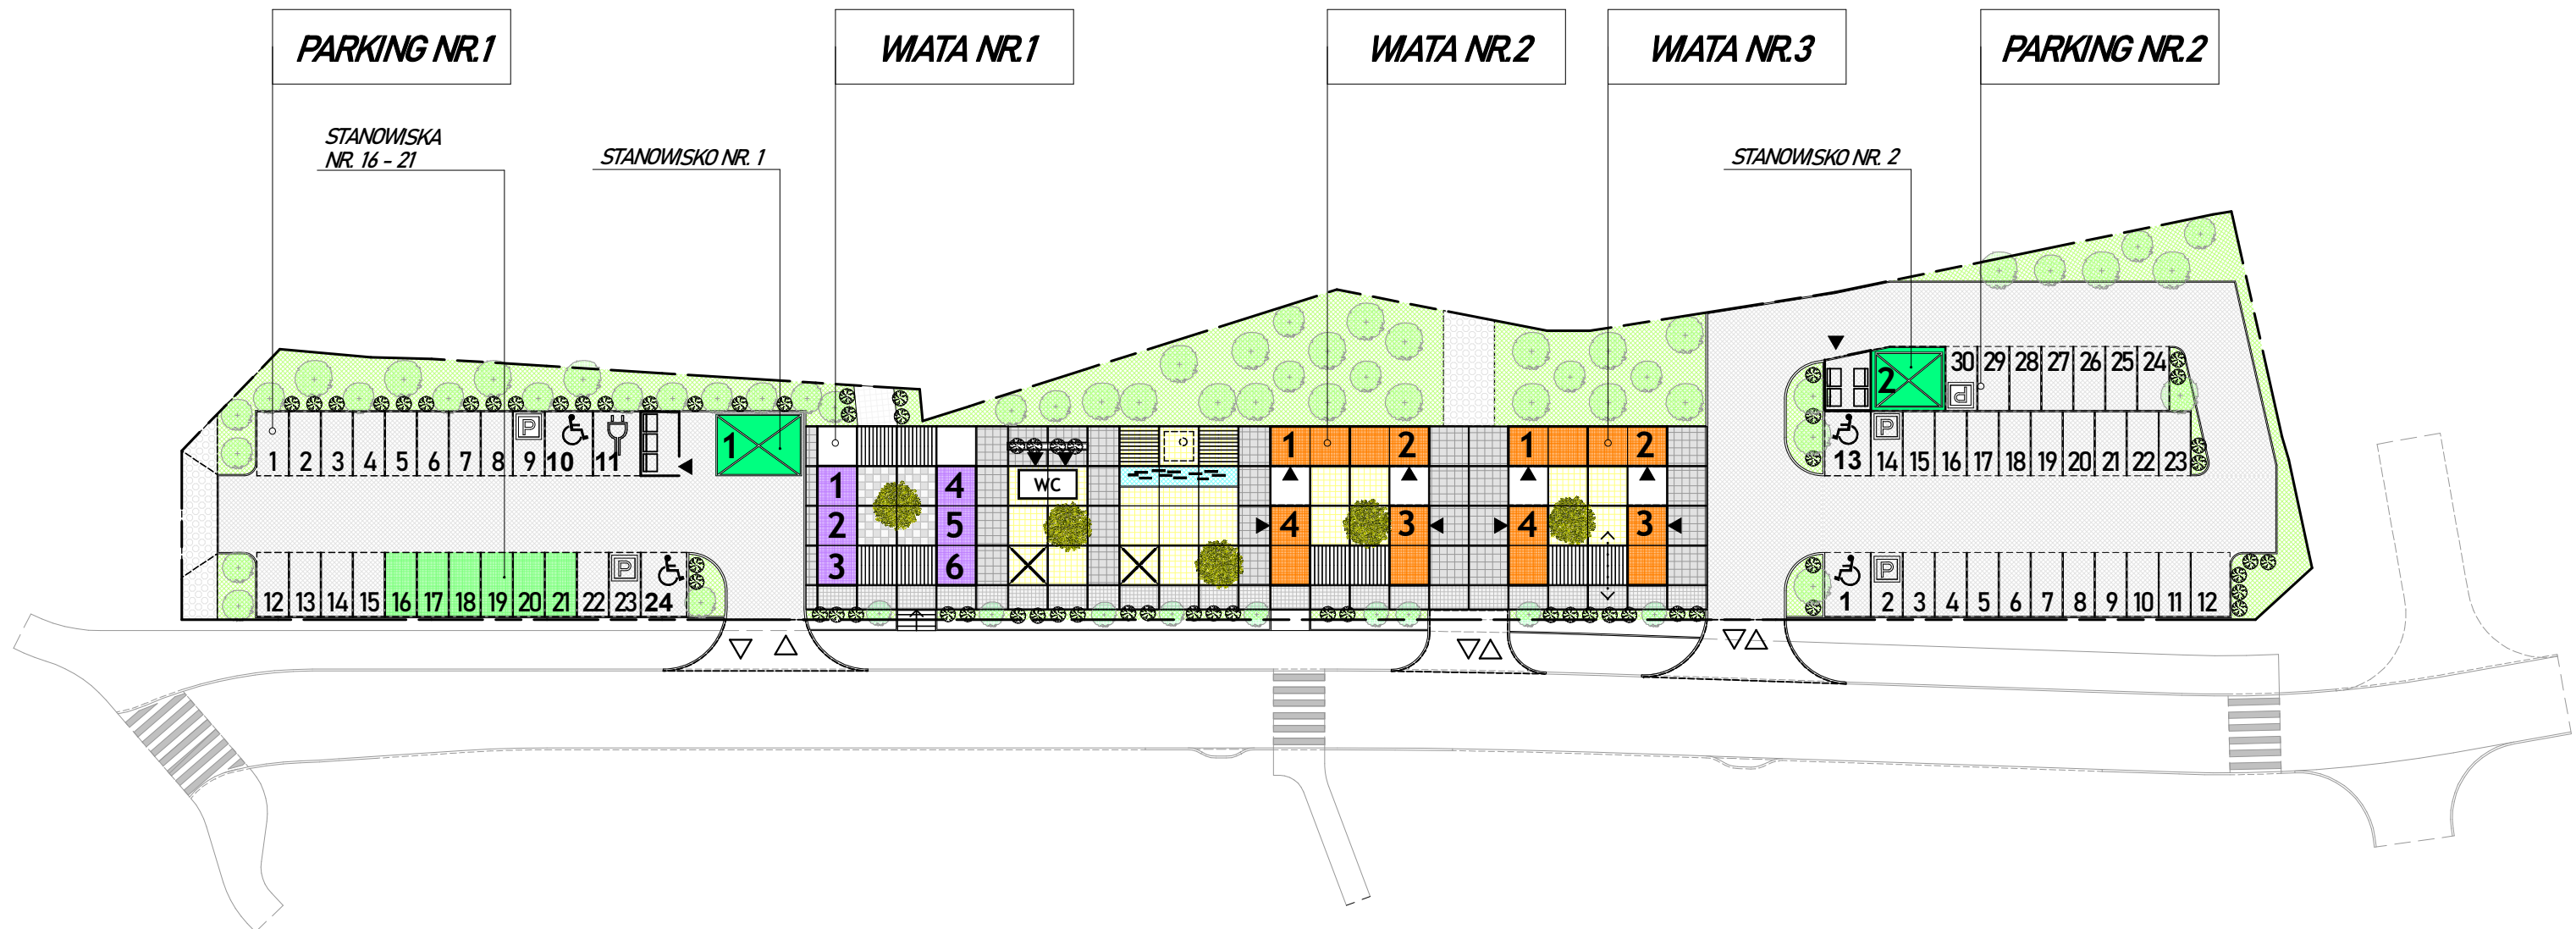 PARKING NR.1
WIATA NR.1
WIATA NR.2
WIATA NR.3
PARKING NR.2
STANOWISKA
NR. 16 - 21
STANOWISKO NR. 1
STANOWISKO NR. 2
1 2 3 4 5 6 7 8 9 10 11
P
1
12 13 14 15 16 17 18 19 20 21 22 23 24
P
1 4
2 5
3 6
WC
1 2
4 3
1 2
4 3
2 30 29 28 27 26 25 24
P
13 14 15 16 17 18 19 20 21 22 23
P
1 2 3 4 5 6 7 8 9 10 11 12
P